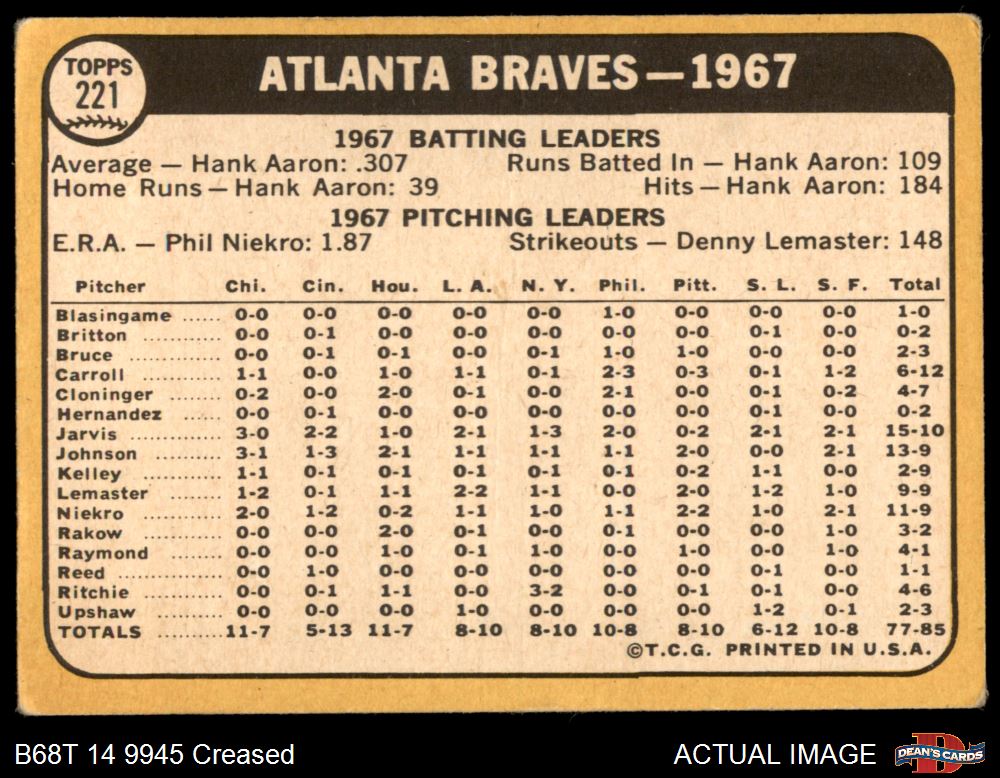 TOPPS
221
ATLANTA BRAVES—1967
1967 BATTING LEADERS
Average — Hank Aaron: .307 Runs Batted In — Hank Aaron: 109
Home Runs — Hank Aaron: 39 Hits — Hank Aaron: 184
1967 PITCHING LEADERS
E.R.A. — Phil Niekro: 1.87 Strikeouts — Denny Lemaster: 148
Pitcher Chi. Cin. Hou. L. A. N. Y. Phil. Pitt. S. L. S. F. Total
Blasingame ...... 0-0 0-0 0-0 0-0 0-0 1-0 0-0 0-0 0-0 1-0
Britton ............ 0-0 0-1 0-0 0-0 0-0 0-0 0-0 0-1 0-0 0-2
Bruce .............. 0-0 0-1 0-1 0-0 0-1 1-0 1-0 0-0 0-0 2-3
Carroll ............ 1-1 0-0 1-0 1-1 0-1 2-3 0-3 0-1 1-2 6-12
Cloninger ........ 0-2 0-0 2-0 0-1 0-0 2-1 0-0 0-1 0-2 4-7
Hernandez ...... 0-0 0-1 0-0 0-0 0-0 0-0 0-0 0-1 0-0 0-2
Jarvis .............. 3-0 2-2 1-0 2-1 1-3 2-0 0-2 2-1 2-1 15-10
Johnson .......... 3-1 1-3 2-1 1-1 1-1 1-1 2-0 0-0 2-1 13-9
Kelley ............. 1-1 0-1 0-1 0-1 0-1 0-1 0-2 1-1 0-0 2-9
Lemaster ........ 1-2 0-1 1-1 2-2 1-1 0-0 2-0 1-2 1-0 9-9
Niekro ............ 2-0 1-2 0-2 1-1 1-0 1-1 2-2 1-0 2-1 11-9
Rakow ............ 0-0 0-0 2-0 0-1 0-0 0-1 0-0 0-0 1-0 3-2
Raymond ........ 0-0 0-0 1-0 0-1 1-0 0-0 1-0 0-0 1-0 4-1
Reed ................ 0-0 1-0 0-0 0-0 0-0 0-0 0-0 0-1 0-0 1-1
Ritchie ............ 0-0 0-1 1-1 0-0 3-2 0-0 0-1 0-1 0-0 4-6
Upshaw .......... 0-0 0-0 0-0 1-0 0-0 0-0 0-0 1-2 0-1 2-3
TOTALS .......... 11-7 5-13 11-7 8-10 8-10 10-8 8-10 6-12 10-8 77-85
©T.C.G. PRINTED IN U.S.A.
B68T 14 9945 Creased ACTUAL IMAGE DEAN'S CARDS